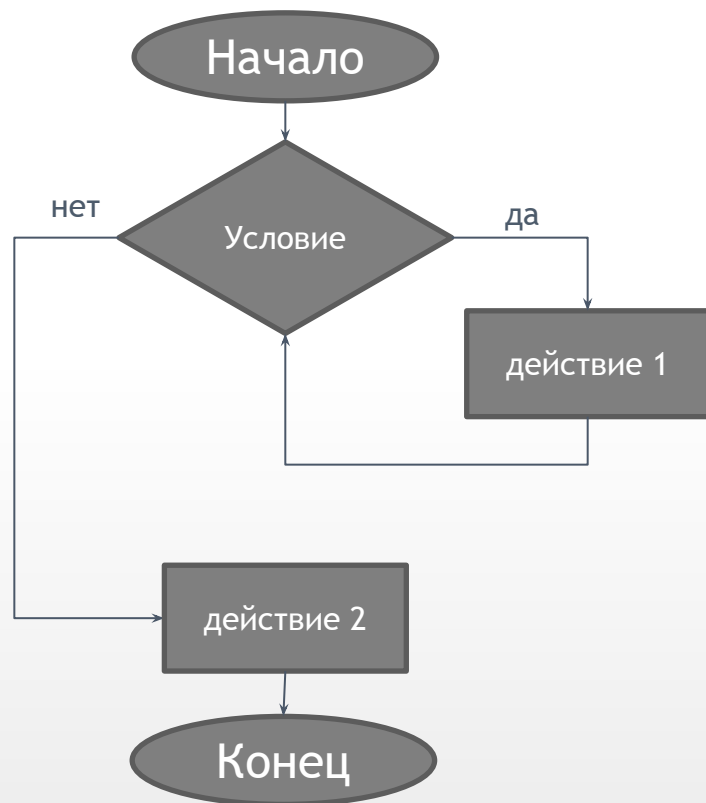 Начало
нет
да
Условие
действие 1
действие 2
Конец